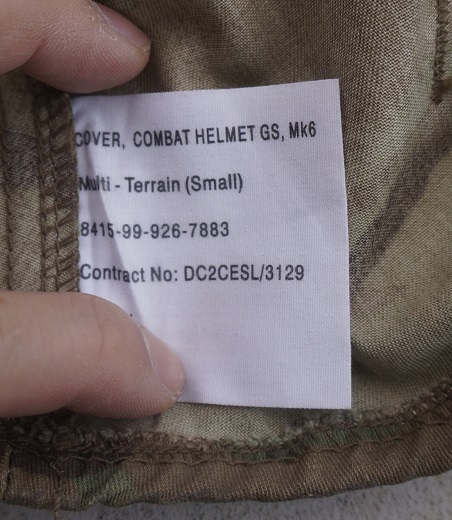 COVER, COMBAT HELMET GS, Mk6
Multi - Terrain (Small)
8415-99-926-7883
Contract No: DC2CESL/3129